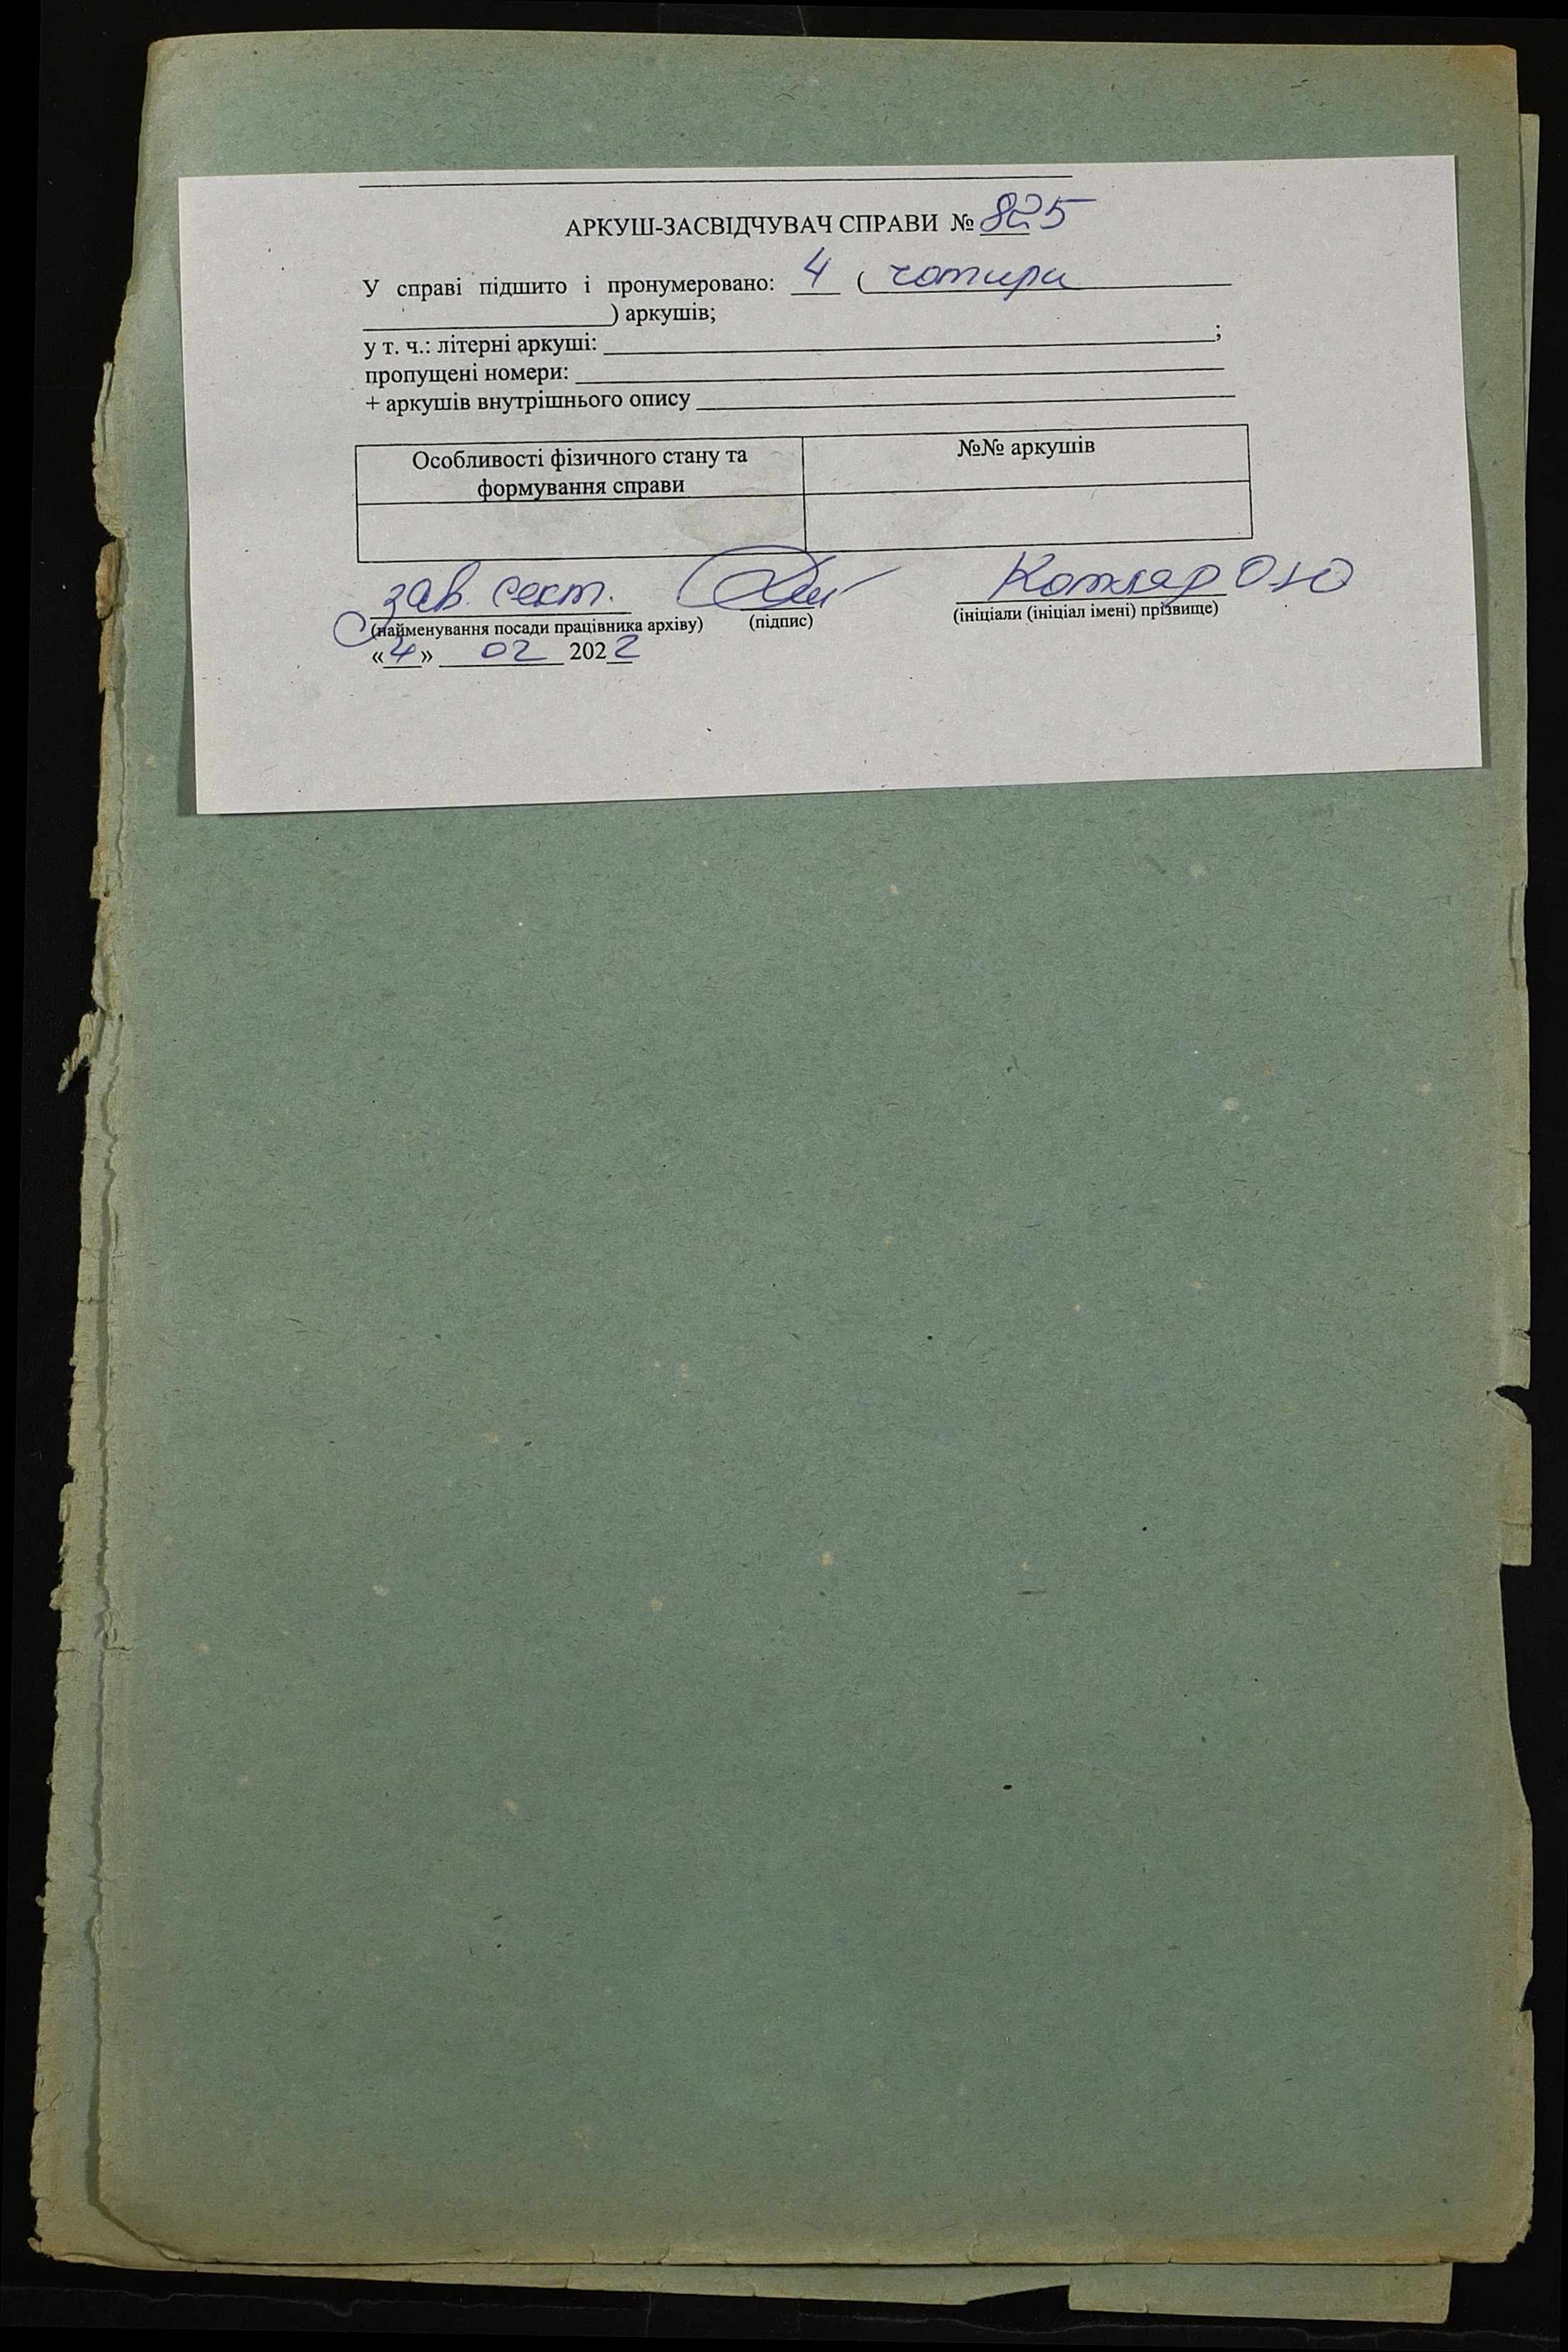 АРКУШ-ЗАСВІДЧУВАЧ СПРАВИ № 825
У справі підшито і пронумеровано: 4 ( чотири
) аркушів;
у т. ч.: літерні аркуші: ;
пропущені номери:
+ аркушів внутрішнього опису
Особливості фізичного стану та
формування справи
№№ аркушів
зав. сект. Котляр О Ю
(найменування посади працівника архіву) (підпис) (ініціали (ініціал імені) прізвище)
«4» 02 2022